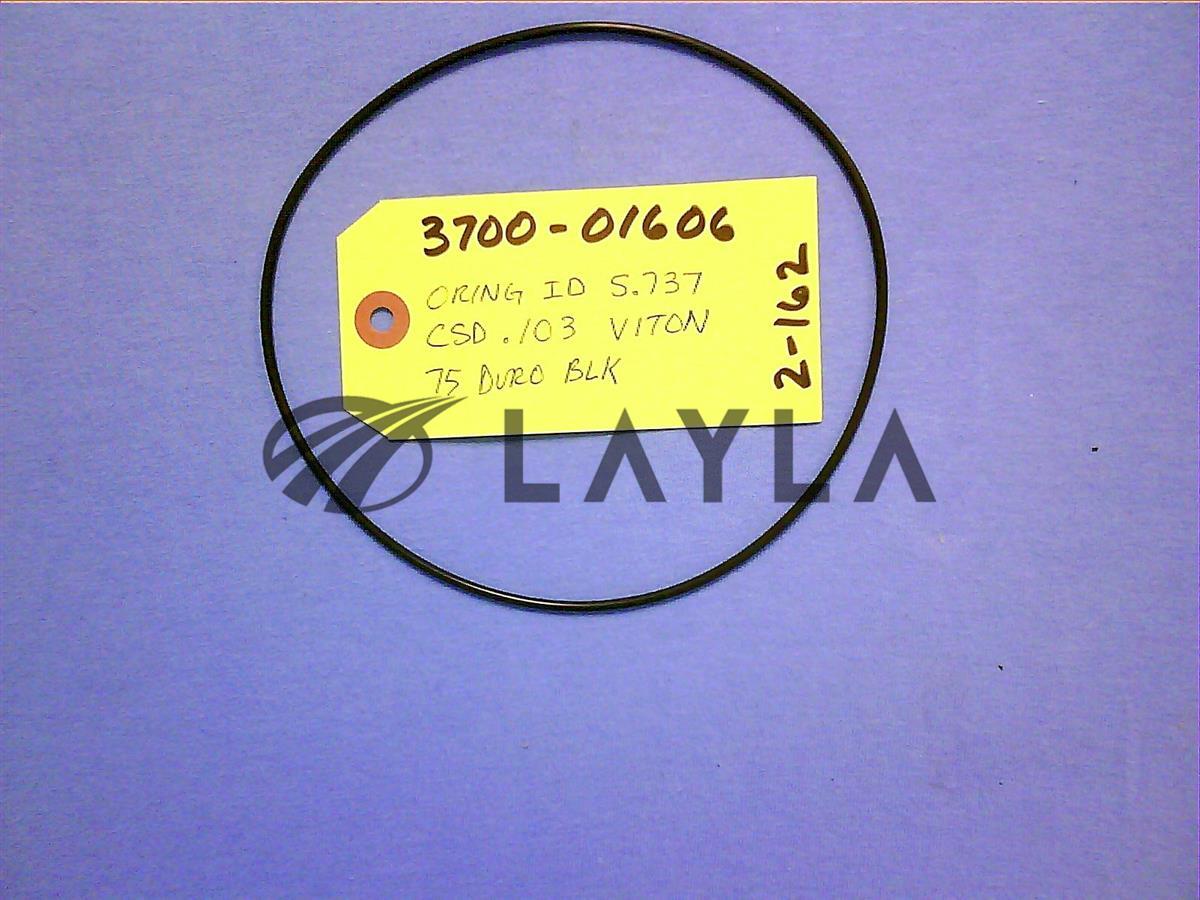 3700-01606
ORING ID 5.737
CSD .103 VITON
75 DURO BLK
2-162
LAYLA